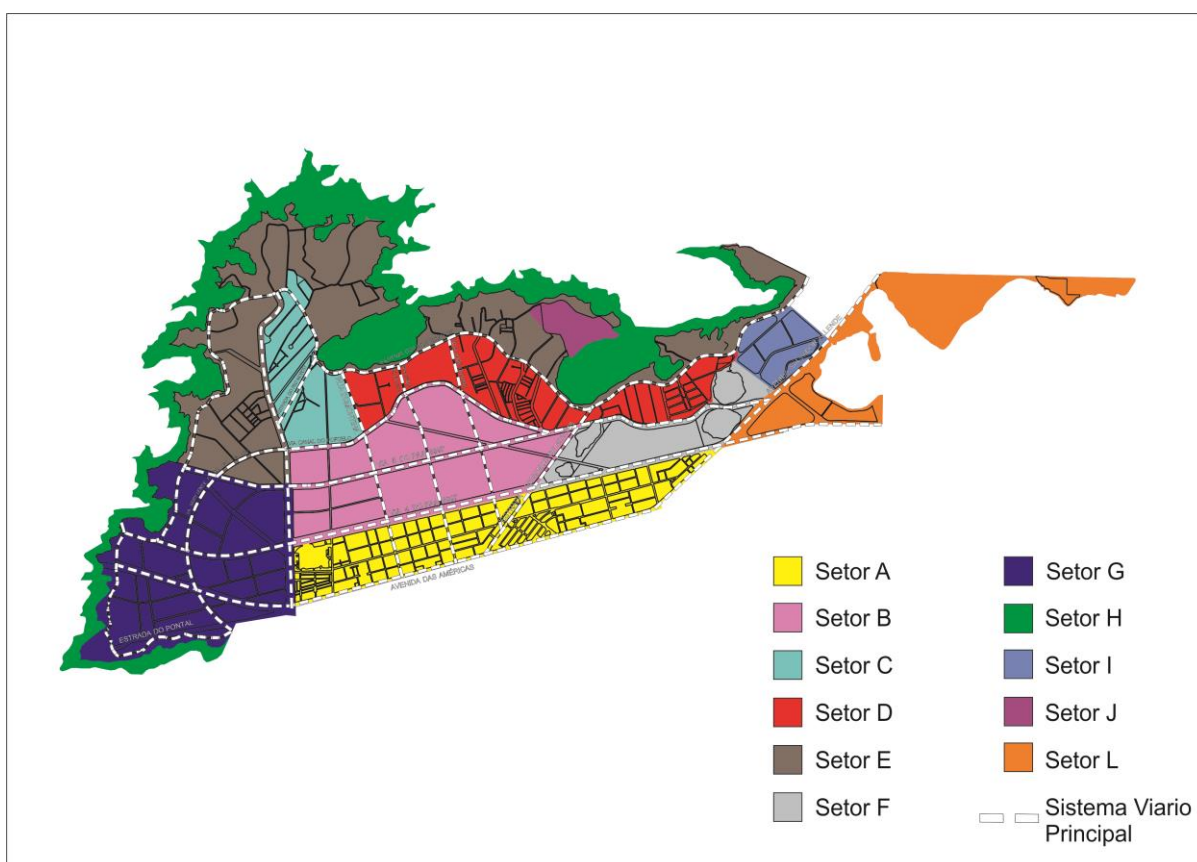 AVENIDA DAS AMÉRICAS
ESTRADA DO PONTAL
Setor A
Setor B
Setor C
Setor D
Setor E
Setor F
Setor G
Setor H
Setor I
Setor J
Setor L
Sistema Viario
Principal